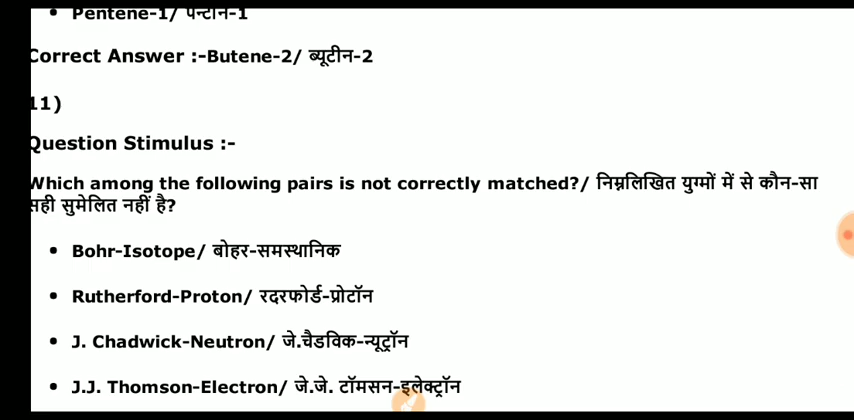 • Pentene-1/ पेन्टीन-1
Correct Answer :-Butene-2/ ब्यूटीन-2
11)
Question Stimulus :-
Which among the following pairs is not correctly matched?/ निम्नलिखित युग्मों में से कौन-सा
सही सुमेलित नहीं है?
• Bohr-Isotope/ बोहर-समस्थानिक
• Rutherford-Proton/ रदरफोर्ड-प्रोटॉन
• J. Chadwick-Neutron/ जे.चैडविक-न्यूट्रॉन
• J.J. Thomson-Electron/ जे.जे. टॉमसन-इलेक्ट्रॉन